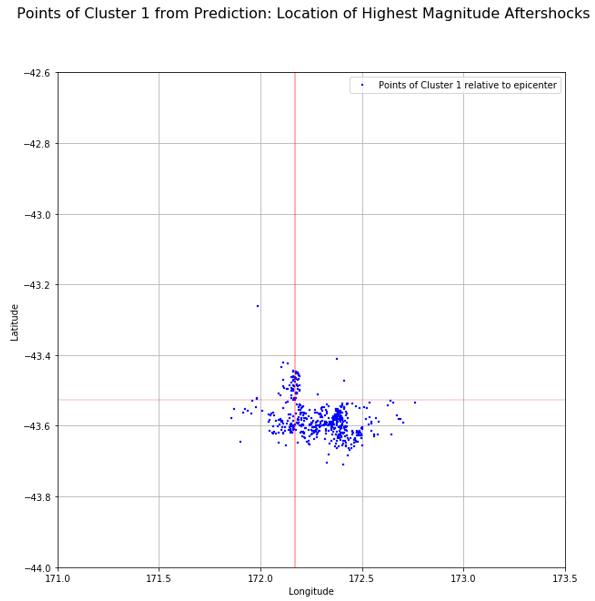 Points of Cluster 1 from Prediction: Location of Highest Magnitude Aftershocks
Points of Cluster 1 relative to epicenter
−42.6
−42.8
−43.0
−43.2
−43.4
−43.6
−43.8
−44.0
Latitude
171.0 171.5 172.0 172.5 173.0 173.5
Longitude